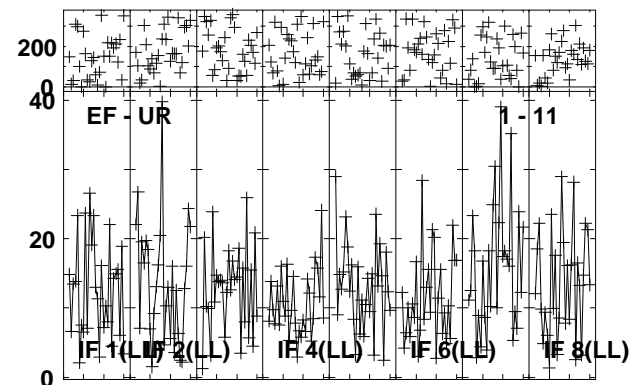 200
0
40
EF - UR 1 - 11
20
IF 1(LL) IF 2(LL) IF 4(LL) IF 6(LL) IF 8(LL)
0